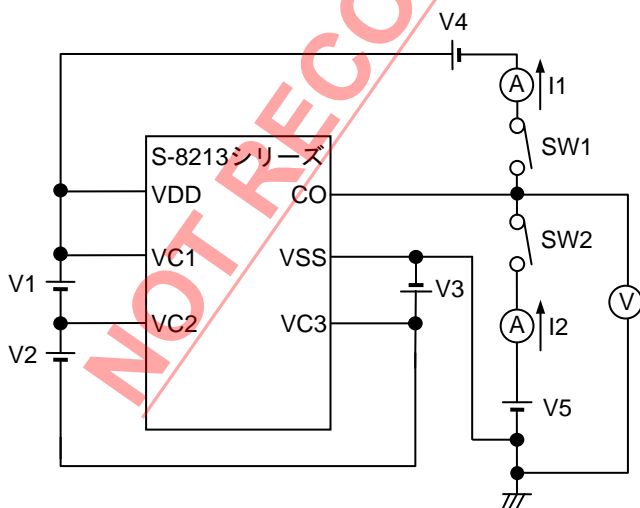 V4
A
I1
SW1
S-8213シリーズ
VDD
CO
VC1
VSS
SW2
V1
V3
V
VC2
VC3
A
I2
V2
V5
NOT RECO